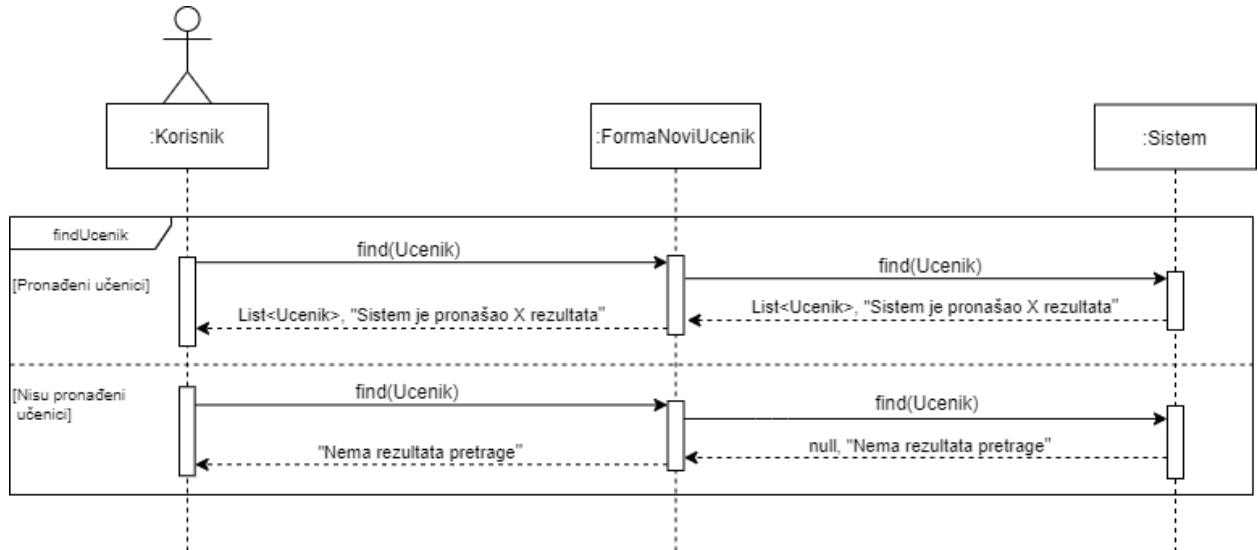 :Korisnik
:FormaNoviUcenik
:Sistem
findUcenik
find(Ucenik)
find(Ucenik)
[Pronađeni učenici]
List<Ucenik>, "Sistem je pronašao X rezultata"
List<Ucenik>, "Sistem je pronašao X rezultata"
[Nisu pronađeni
učenici]
find(Ucenik)
find(Ucenik)
"Nema rezultata pretrage"
null, "Nema rezultata pretrage"